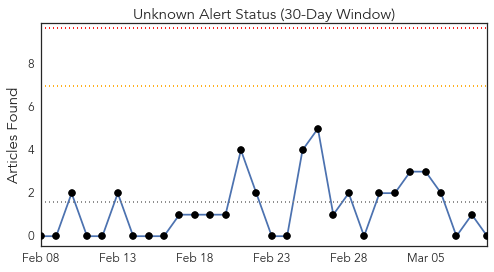 Unknown Alert Status (30-Day Window)
Articles Found
8
6
4
2
0
Feb 08 Feb 13 Feb 18 Feb 23 Feb 28 Mar 05